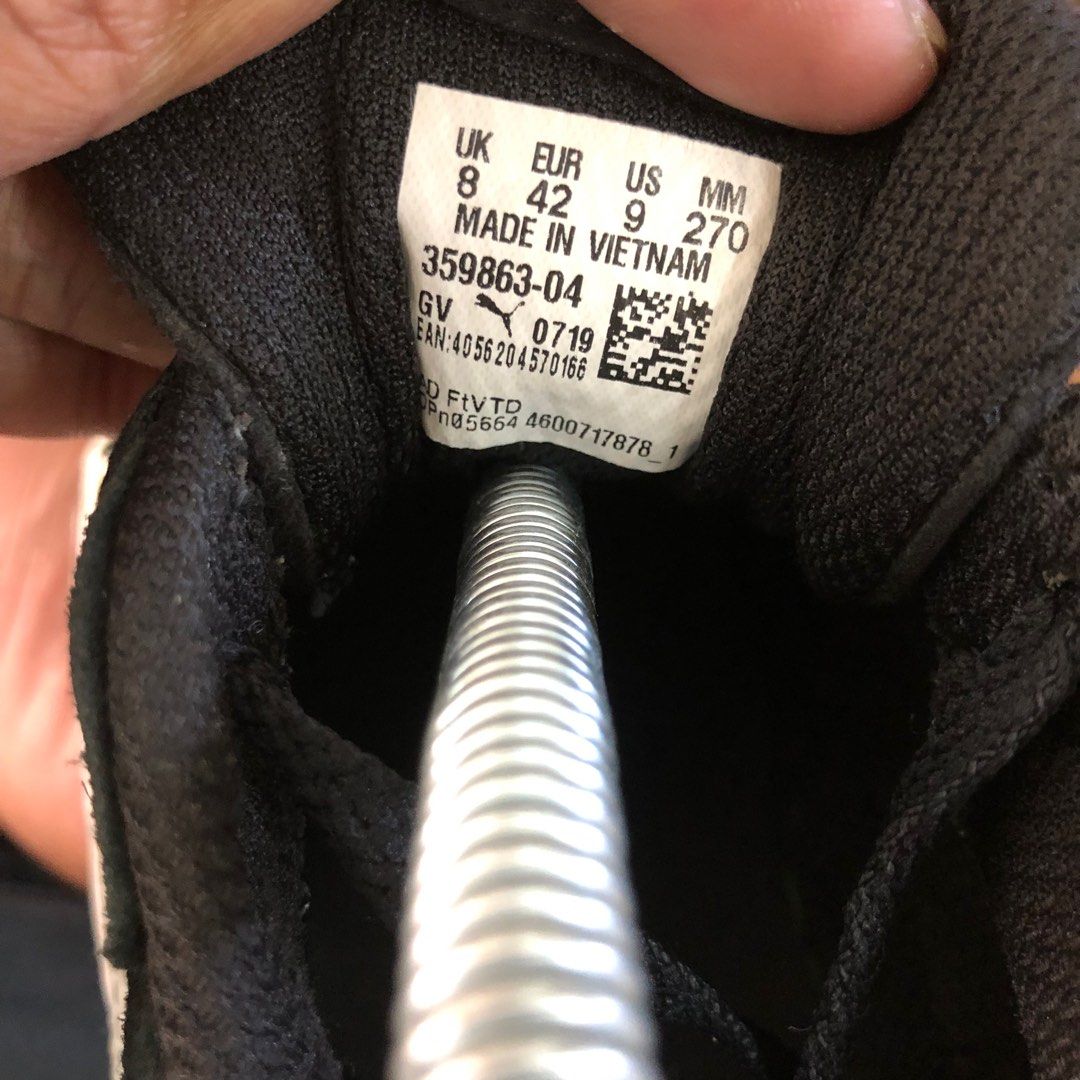 UK EUR US MM
8 42 9 270
MADE IN VIETNAM
359863-04
GV 0719
EAN:4056204570166
D FtVTD
Pn05664 4600717878_1